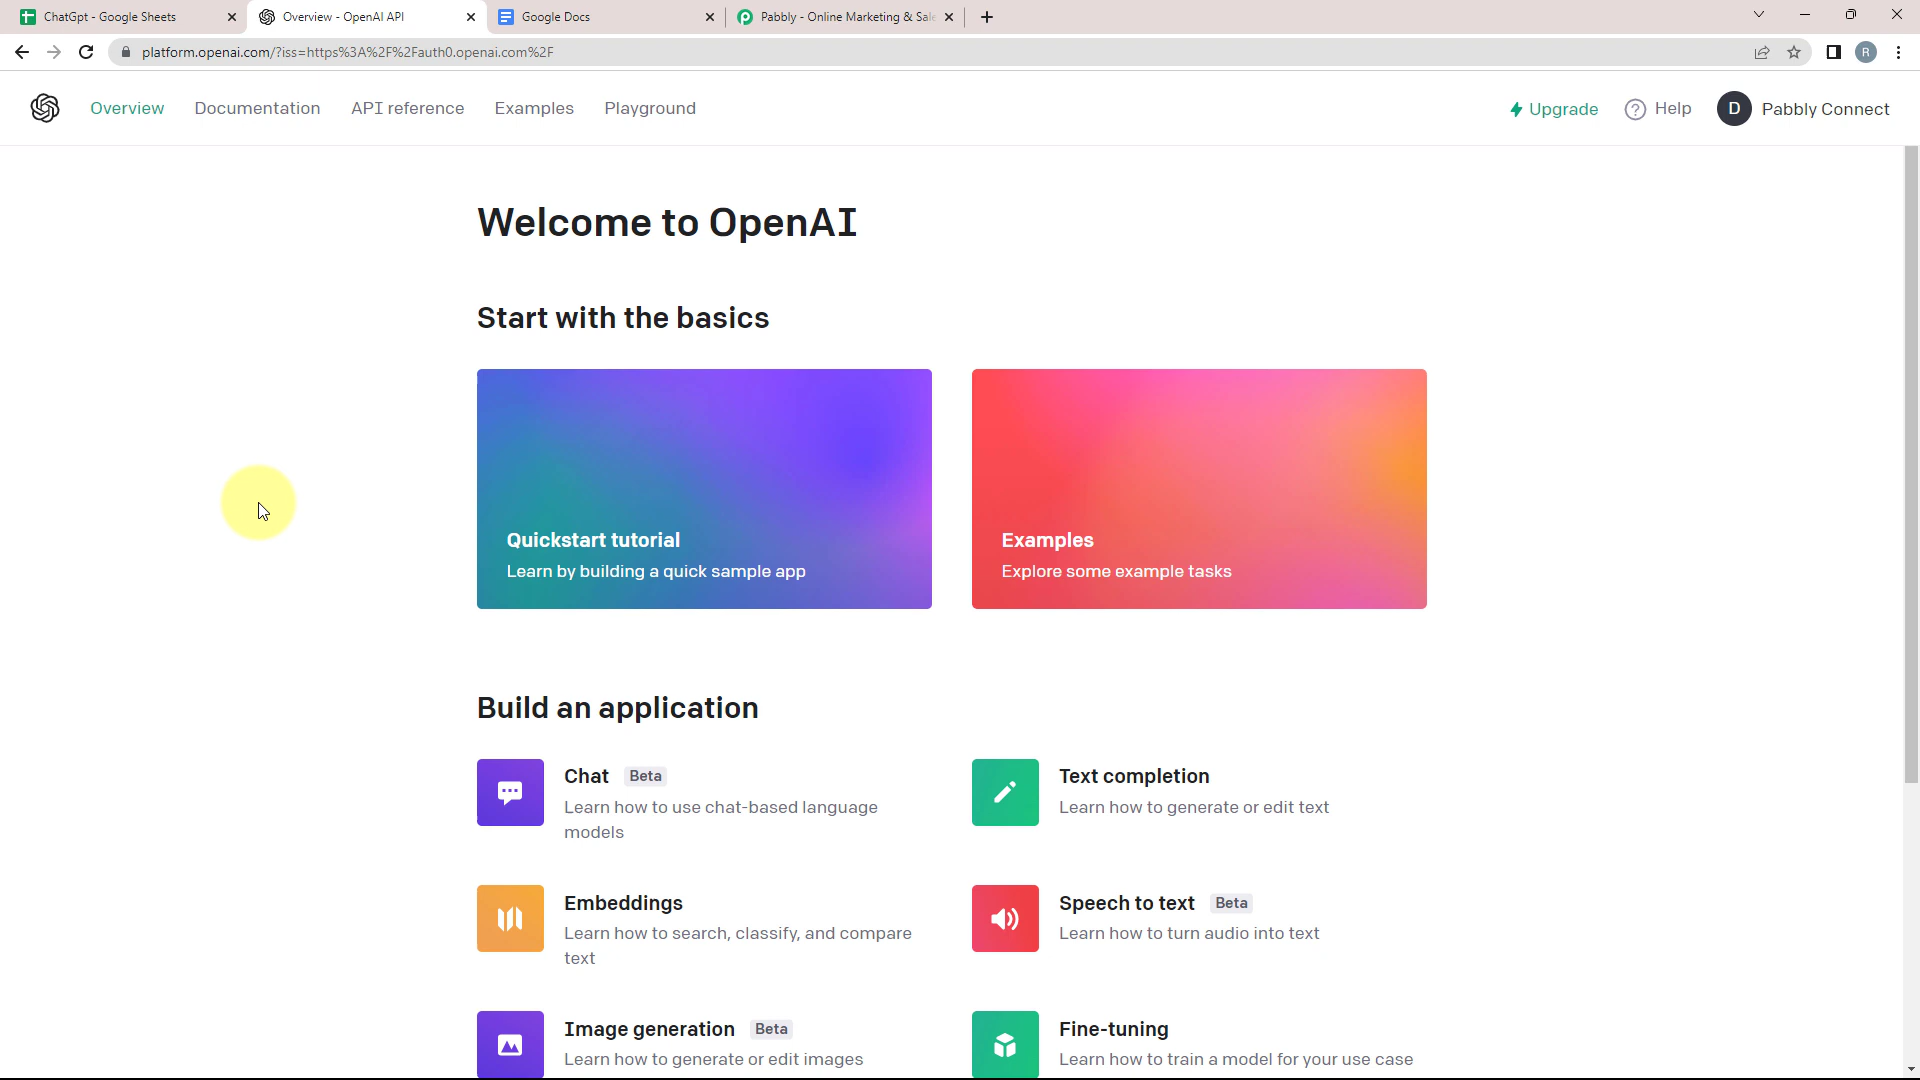 ChatGpt - Google Sheets
Overview - OpenAI API
Google Docs
Pabbly - Online Marketing & Sal
platform.openai.com/?iss=https%3A%2F%2Fauth0.openai.com%2F
R
Overview
Documentation
API reference
Examples
Playground
Upgrade
Help
D
Pabbly Connect
Welcome to OpenAI
Start with the basics
Quickstart tutorial
Learn by building a quick sample app
Examples
Explore some example tasks
Build an application
Chat Beta
Learn how to use chat-based language
models
Text completion
Learn how to generate or edit text
Embeddings
Learn how to search, classify, and compare
text
Speech to text Beta
Learn how to turn audio into text
Image generation Beta
Learn how to generate or edit images
Fine-tuning
Learn how to train a model for your use case